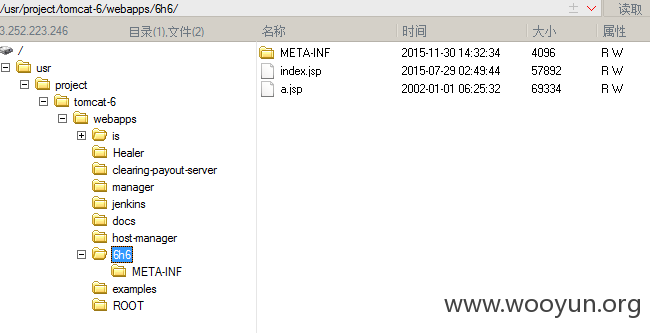 /usr/project/tomcat-6/webapps/6h6/ 读取
3.252.223.246 目录(1),文件(2) 名称 时间 大小 属性
/
usr
project
tomcat-6
webapps
is
Healer
clearing-payout-server
manager
jenkins
docs
host-manager
6h6
META-INF
examples
ROOT
META-INF 2015-11-30 14:32:34 4096 R W
index.jsp 2015-07-29 02:49:44 57892 R W
a.jsp 2002-01-01 06:25:32 69334 R W
www.wooyun.org